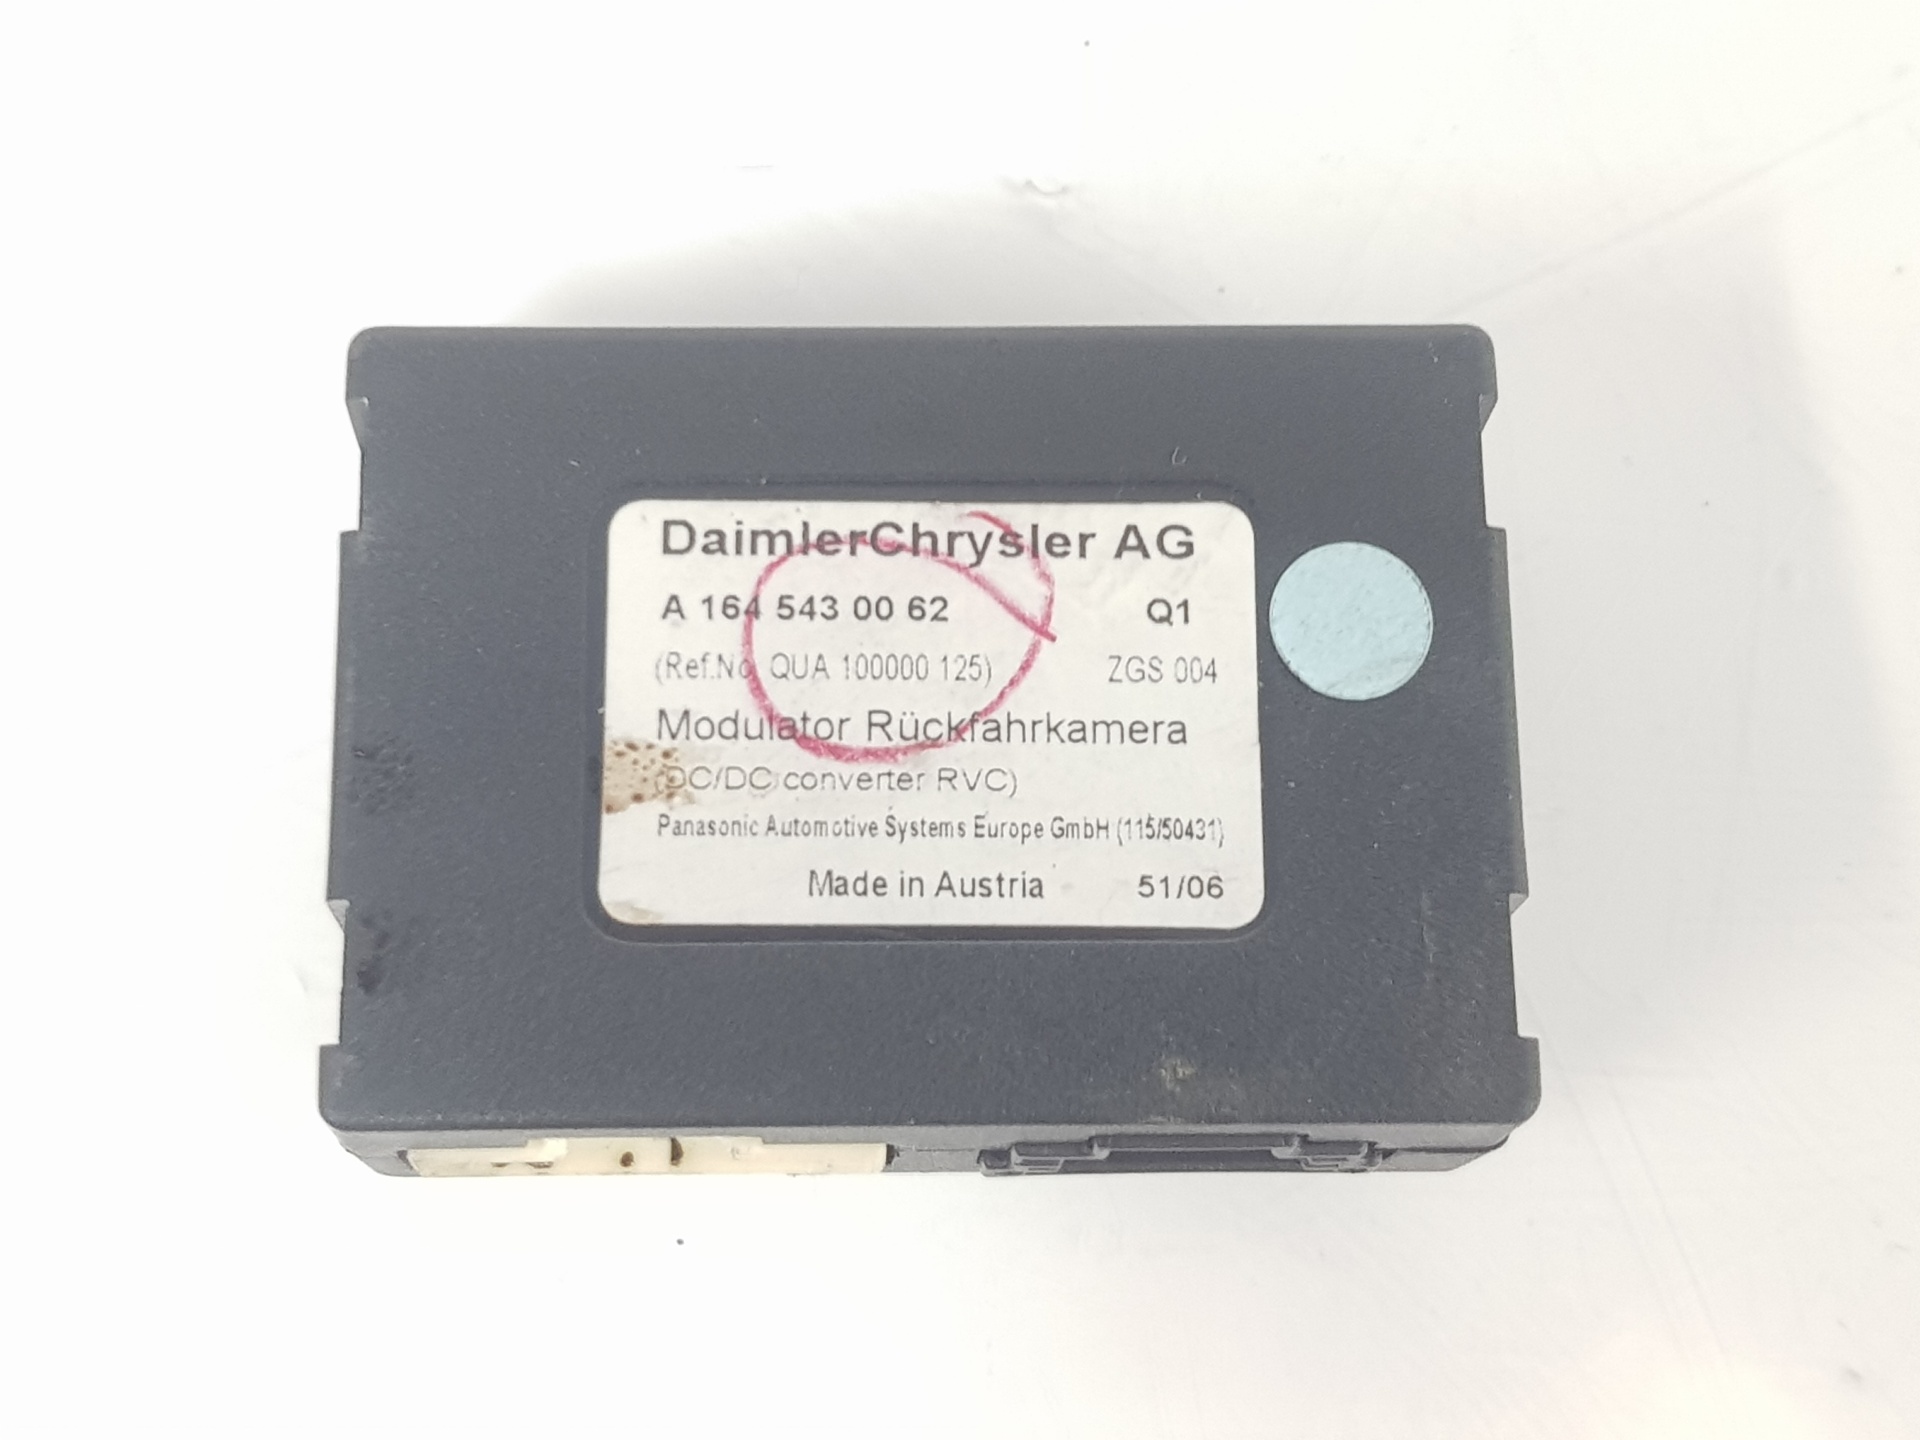 DaimlerChrysler AG
A 164 543 00 62 Q1
(Ref.No. QUA 100000 125) ZGS 004
Modulator Rückfahrkamera
(DC/DC converter RVC)
Panasonic Automotive Systems Europe GmbH (115/50431)
Made in Austria 51/06